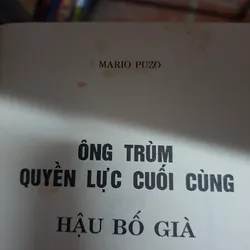 MARIO PUZO
ÔNG TRÙM
QUYỀN LỰC CUỐI CÙNG
HẬU BỐ GIÀ